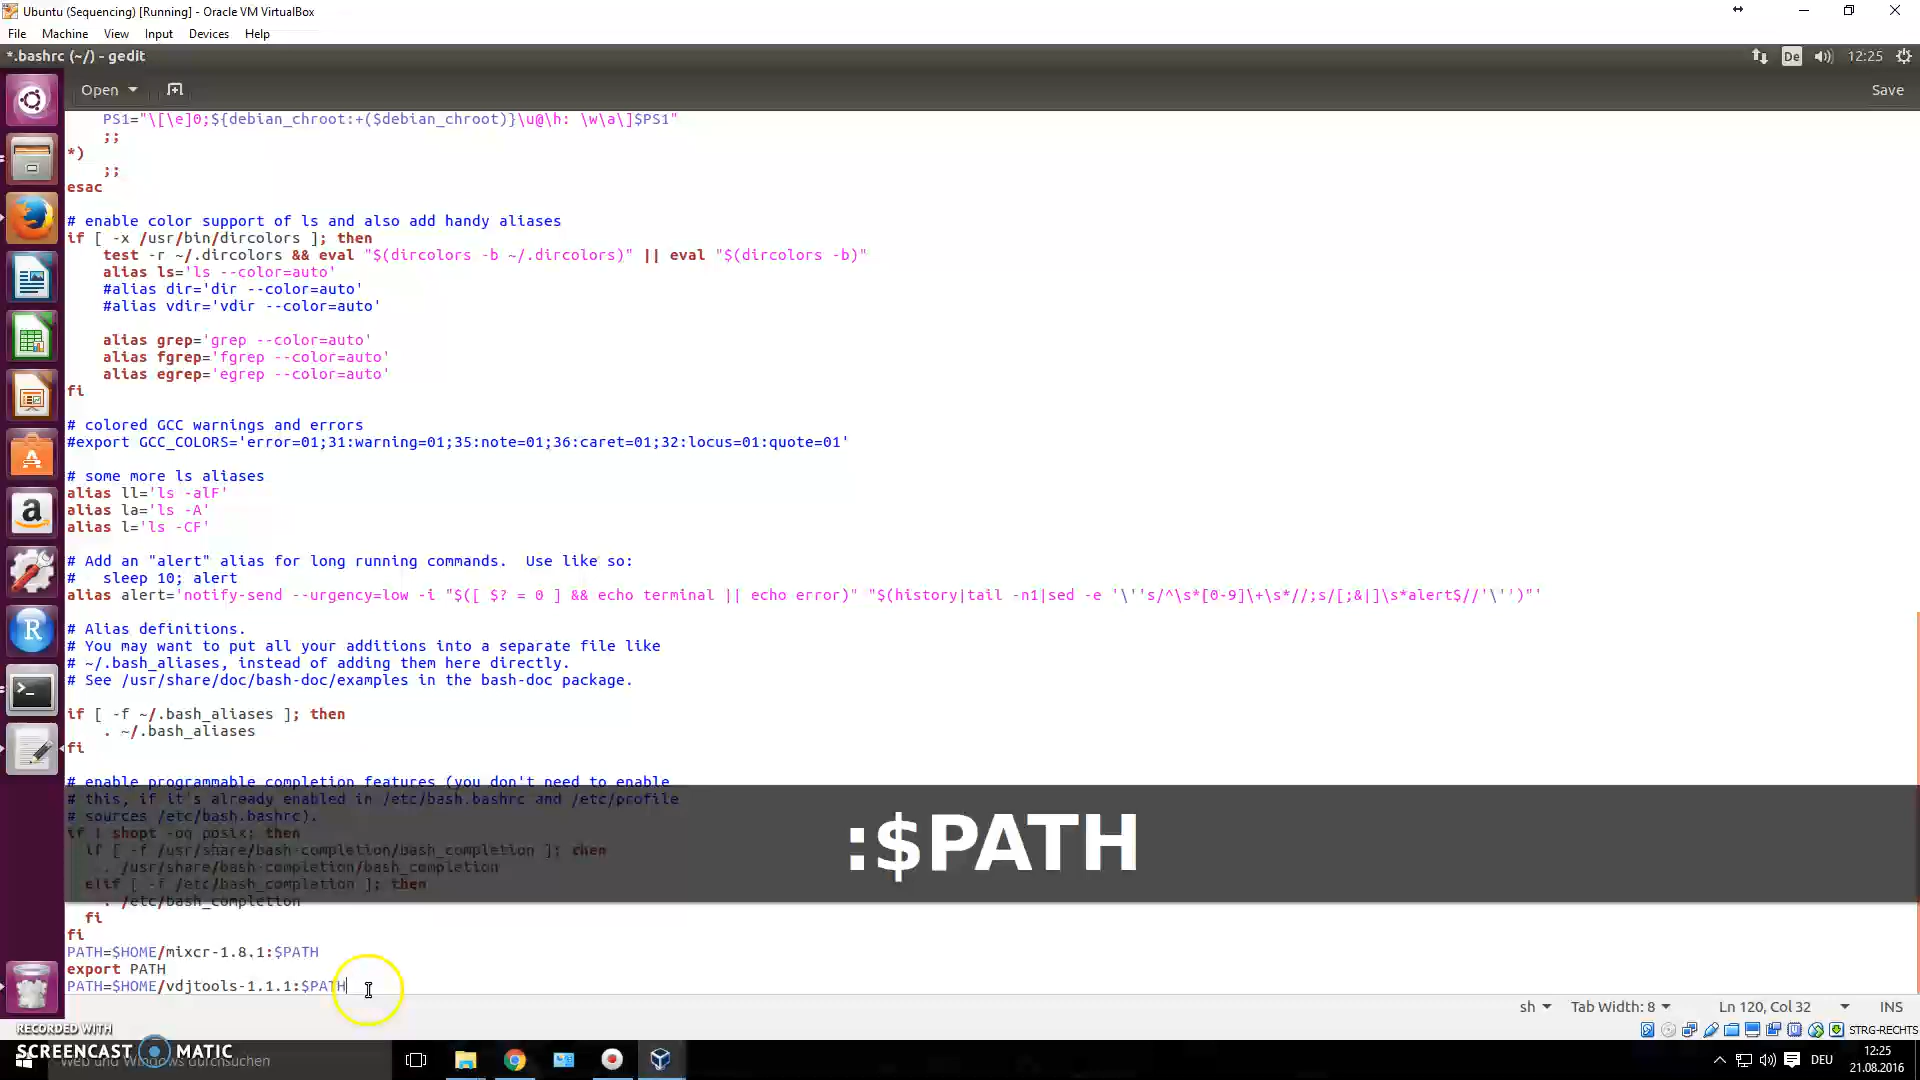 Ubuntu (Sequencing) [Running] - Oracle VM VirtualBox
File Machine View Input Devices Help
*.bashrc (~/) - gedit
De 12:25
Open Save
PS1="\[\e]0;${debian_chroot:+($debian_chroot)}\u@\h: \w\a\]$PS1"
;;
*)
;;
esac
# enable color support of ls and also add handy aliases
if [ -x /usr/bin/dircolors ]; then
test -r ~/.dircolors && eval "$(dircolors -b ~/.dircolors)" || eval "$(dircolors -b)"
alias ls='ls --color=auto'
#alias dir='dir --color=auto'
#alias vdir='vdir --color=auto'
alias grep='grep --color=auto'
alias fgrep='fgrep --color=auto'
alias egrep='egrep --color=auto'
fi
# colored GCC warnings and errors
#export GCC_COLORS='error=01;31:warning=01;35:note=01;36:caret=01;32:locus=01:quote=01'
# some more ls aliases
alias ll='ls -alF'
alias la='ls -A'
alias l='ls -CF'
# Add an "alert" alias for long running commands.  Use like so:
#   sleep 10; alert
alias alert='notify-send --urgency=low -i "$([ $? = 0 ] && echo terminal || echo error)" "$(history|tail -n1|sed -e '\''s/^\s*[0-9]\+\s*//;s/[;&|]\s*alert$//'\'')"'
# Alias definitions.
# You may want to put all your additions into a separate file like
# ~/.bash_aliases, instead of adding them here directly.
# See /usr/share/doc/bash-doc/examples in the bash-doc package.
if [ -f ~/.bash_aliases ]; then
. ~/.bash_aliases
fi
# enable programmable completion features (you don't need to enable
# this, if it's already enabled in /etc/bash.bashrc and /etc/profile
# sources /etc/bash.bashrc).
if ! shopt -oq posix; then
if [ -f /usr/share/bash-completion/bash_completion ]; then
. /usr/share/bash-completion/bash_completion
elif [ -f /etc/bash_completion ]; then
. /etc/bash_completion
fi
fi
:$PATH
PATH=$HOME/mixcr-1.8.1:$PATH
export PATH
PATH=$HOME/vdjtools-1.1.1:$PATH
sh Tab Width: 8 Ln 120, Col 32 INS
STRG-RECHTS
RECORDED WITH
SCREENCAST MATIC
Web und Windows durchsuchen
DEU
12:25
21.08.2016